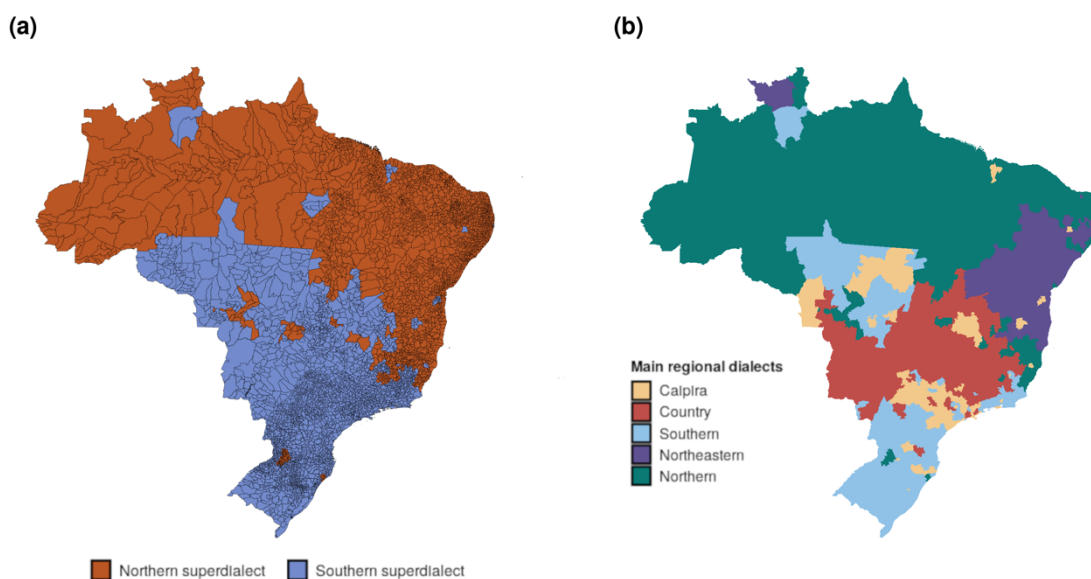 (a)
(b)
Main regional dialects
Caipira
Country
Southern
Northeastern
Northern
Northern superdialect
Southern superdialect